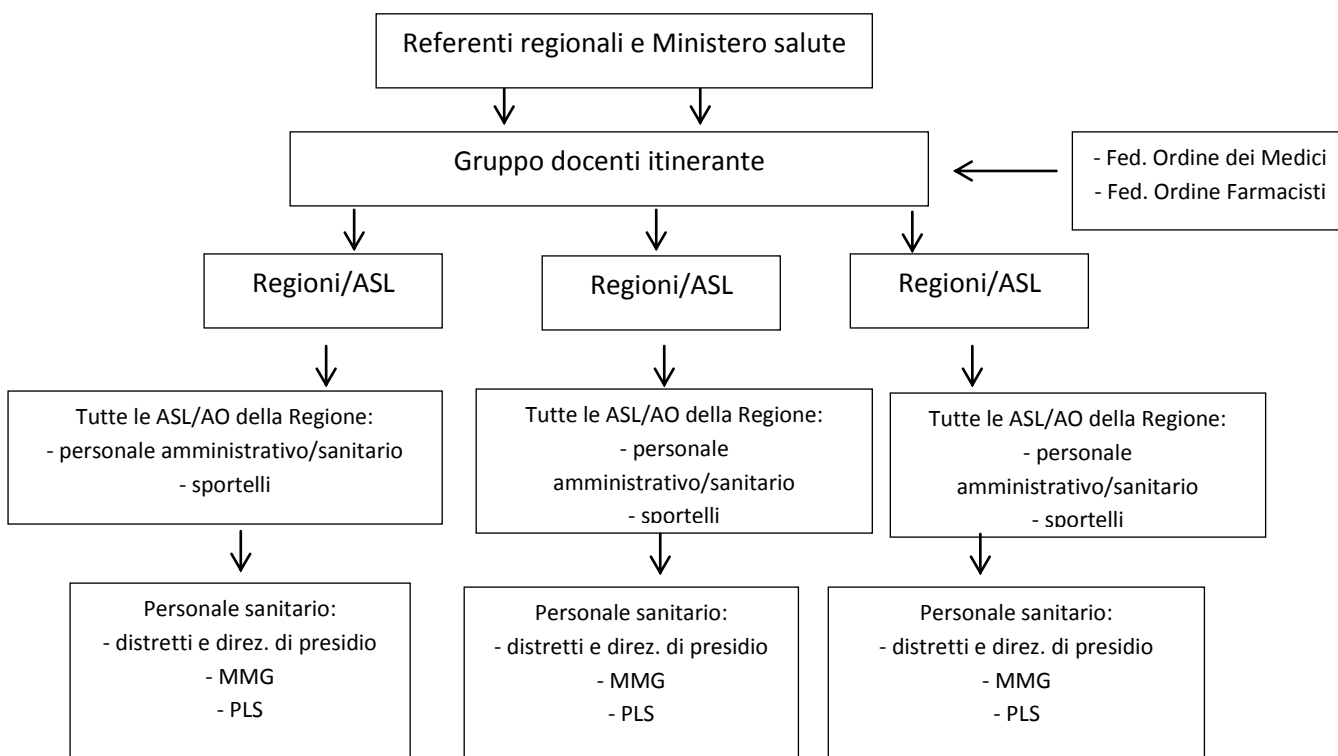 Referenti regionali e Ministero salute
Gruppo docenti itinerante
- Fed. Ordine dei Medici
- Fed. Ordine Farmacisti
Regioni/ASL
Regioni/ASL
Regioni/ASL
Tutte le ASL/AO della Regione:
- personale amministrativo/sanitario
- sportelli
Tutte le ASL/AO della Regione:
- personale
amministrativo/sanitario
- sportelli
Tutte le ASL/AO della Regione:
- personale
amministrativo/sanitario
- sportelli
Personale sanitario:
- distretti e direz. di presidio
- MMG
- PLS
Personale sanitario:
- distretti e direz. di presidio
- MMG
- PLS
Personale sanitario:
- distretti e direz. di presidio
- MMG
- PLS